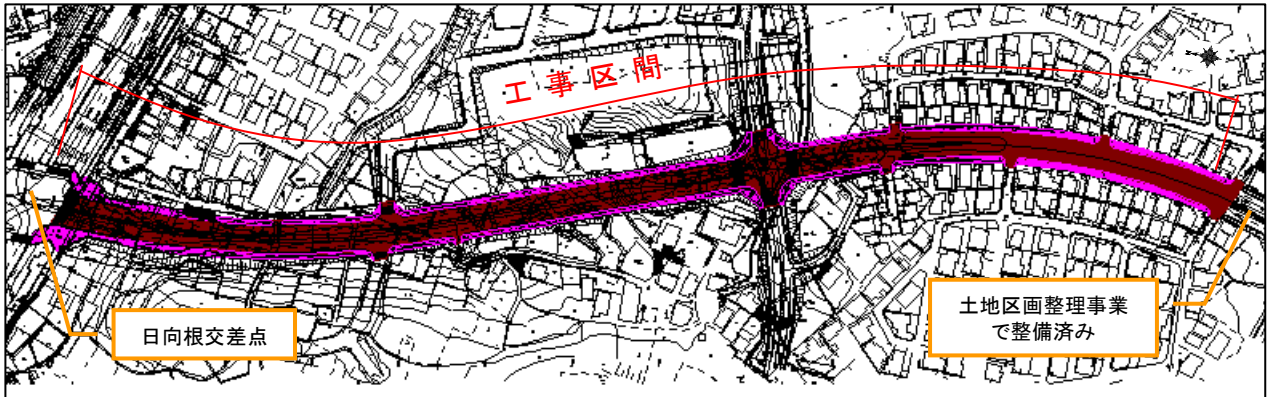 工事区間
日向根交差点
土地区画整理事業
で整備済み